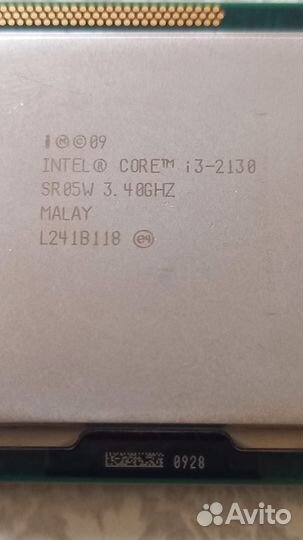 i Ⓜ ©09
INTEL® CORE™ i3-2130
SR05W 3.40GHZ
MALAY
L241B118 e4
0928
Avito